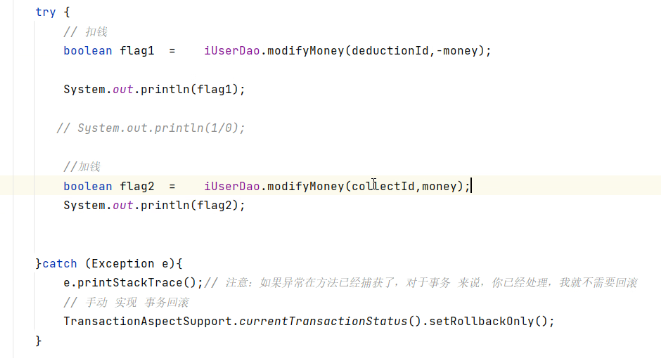 try {
// 扣钱
boolean flag1 = iUserDao.modifyMoney(deductionId,-money);
System.out.println(flag1);
// System.out.println(1/0);
//加钱
boolean flag2 = iUserDao.modifyMoney(collectId,money);
System.out.println(flag2);
}catch (Exception e){
e.printStackTrace();// 注意：如果异常在方法已经捕获了，对于事务 来说，你已经处理，我就不需要回滚
// 手动 实现 事务回滚
TransactionAspectSupport.currentTransactionStatus().setRollbackOnly();
}